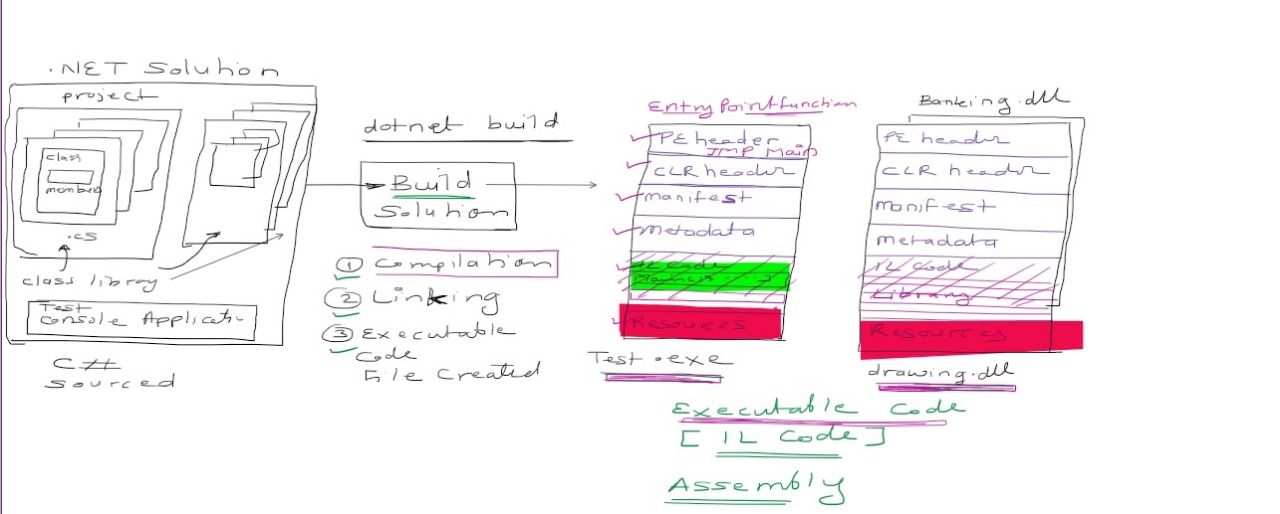 .NET Solution
project
class
member
.cs
class library
Test
Console Applicati
C#
Sourced
dotnet build
Build
Solution
① Compilation
② Linking
③ Executable
Code
File Created
Entry Point function
PE header
JMP Main
CLR header
manifest
metadata
IL Code
Resources
Test.exe
Banking.dll
PE header
CLR header
manifest
metadata
IL Code
Library
Resources
drawing.dll
Executable Code
[ IL Code ]
Assembly